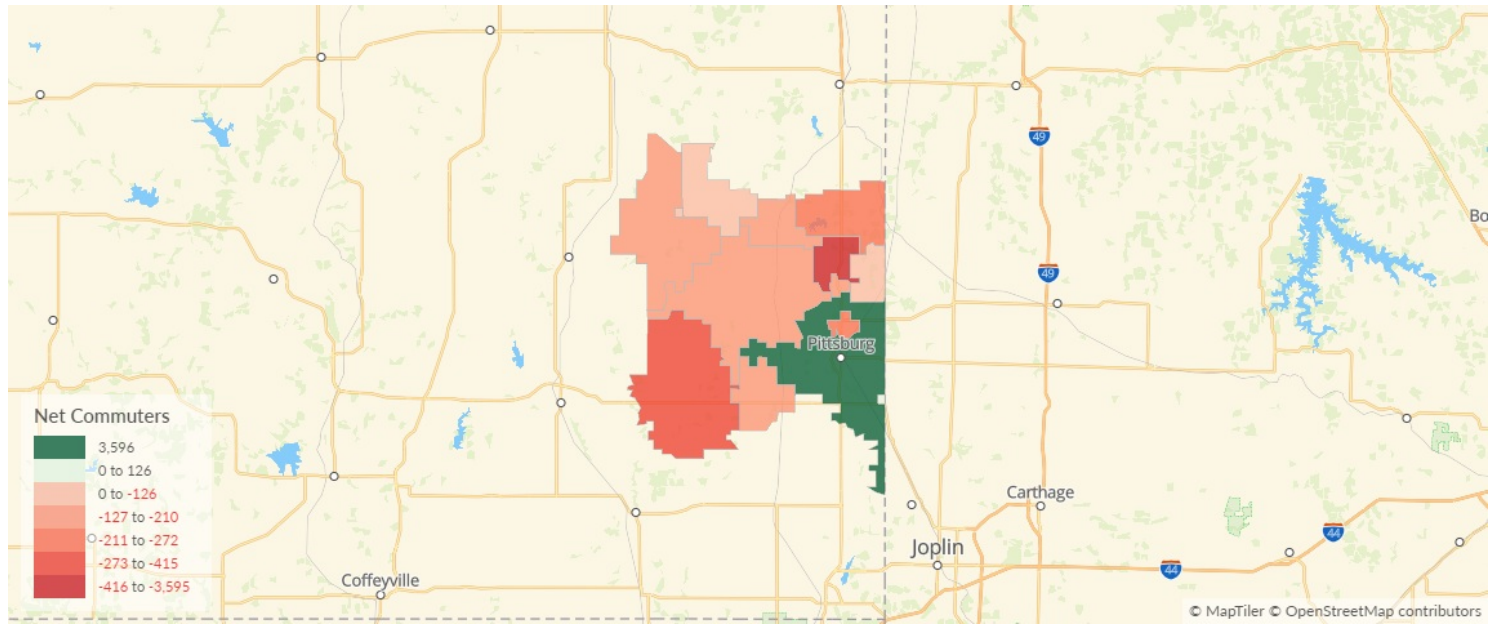 49
Bo
49
Pittsburg
Net Commuters
3,596
0 to 126
0 to -126
-127 to -210
-211 to -272
-273 to -415
-416 to -3,595
Carthage
44
Joplin
44
Coffeyville
© MapTiler © OpenStreetMap contributors